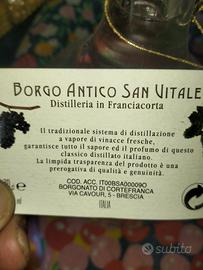 BORGO ANTICO SAN VITALE
Distilleria in Franciacorta
Il tradizionale sistema di distillazione
a vapore di vinacce fresche,
garantisce tutto il sapore ed il profumo di questo
classico distillato italiano.
La limpida trasparenza del prodotto è una
prerogativa di qualità e genuinità.
COD. ACC. IT00BSA00009O
BORGONATO DI CORTEFRANCA
VIA CAVOUR, 5 - BRESCIA
ITALIA
subito